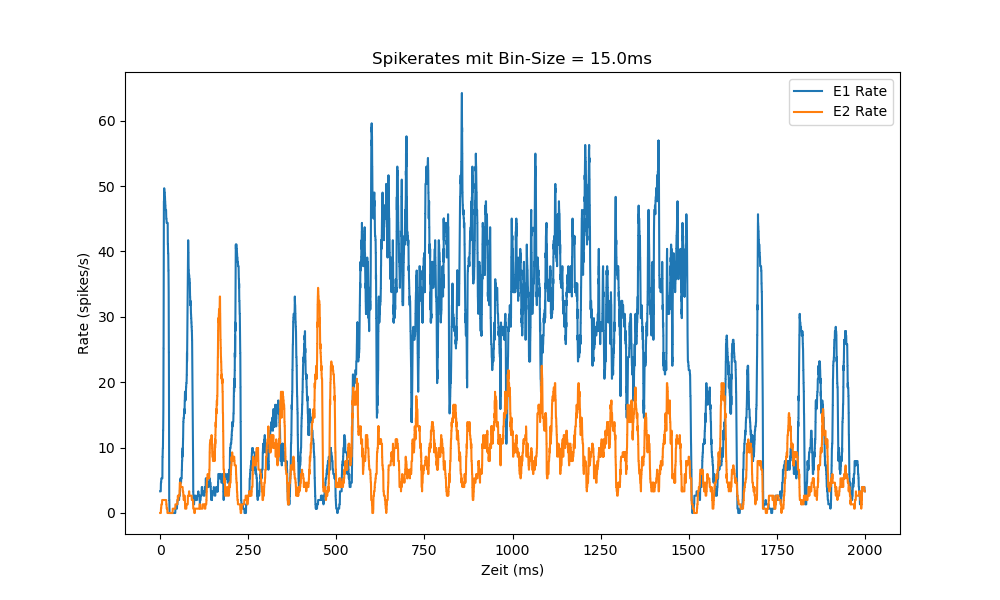 Spikerates mit Bin-Size = 15.0ms
E1 Rate
E2 Rate
Rate (spikes/s)
60
50
40
30
20
10
0
0 250 500 750 1000 1250 1500 1750 2000
Zeit (ms)